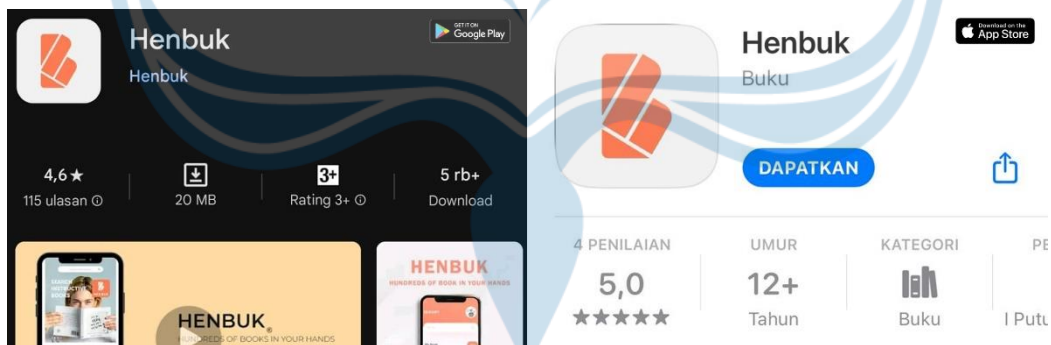 Henbuk
GET IT ON
Google Play
Henbuk
4,6★
115 ulasan
20 MB
3+
Rating 3+
5 rb+
Download
HENBUK
HUNDREDS OF BOOKS IN YOUR HANDS
HENBUK
HUNDREDS OF BOOK IN YOUR HANDS
Henbuk
Download on the
App Store
Buku
DAPATKAN
4 PENILAIAN
5,0
★★★★★
UMUR
12+
Tahun
KATEGORI
Buku
PE
I Putu